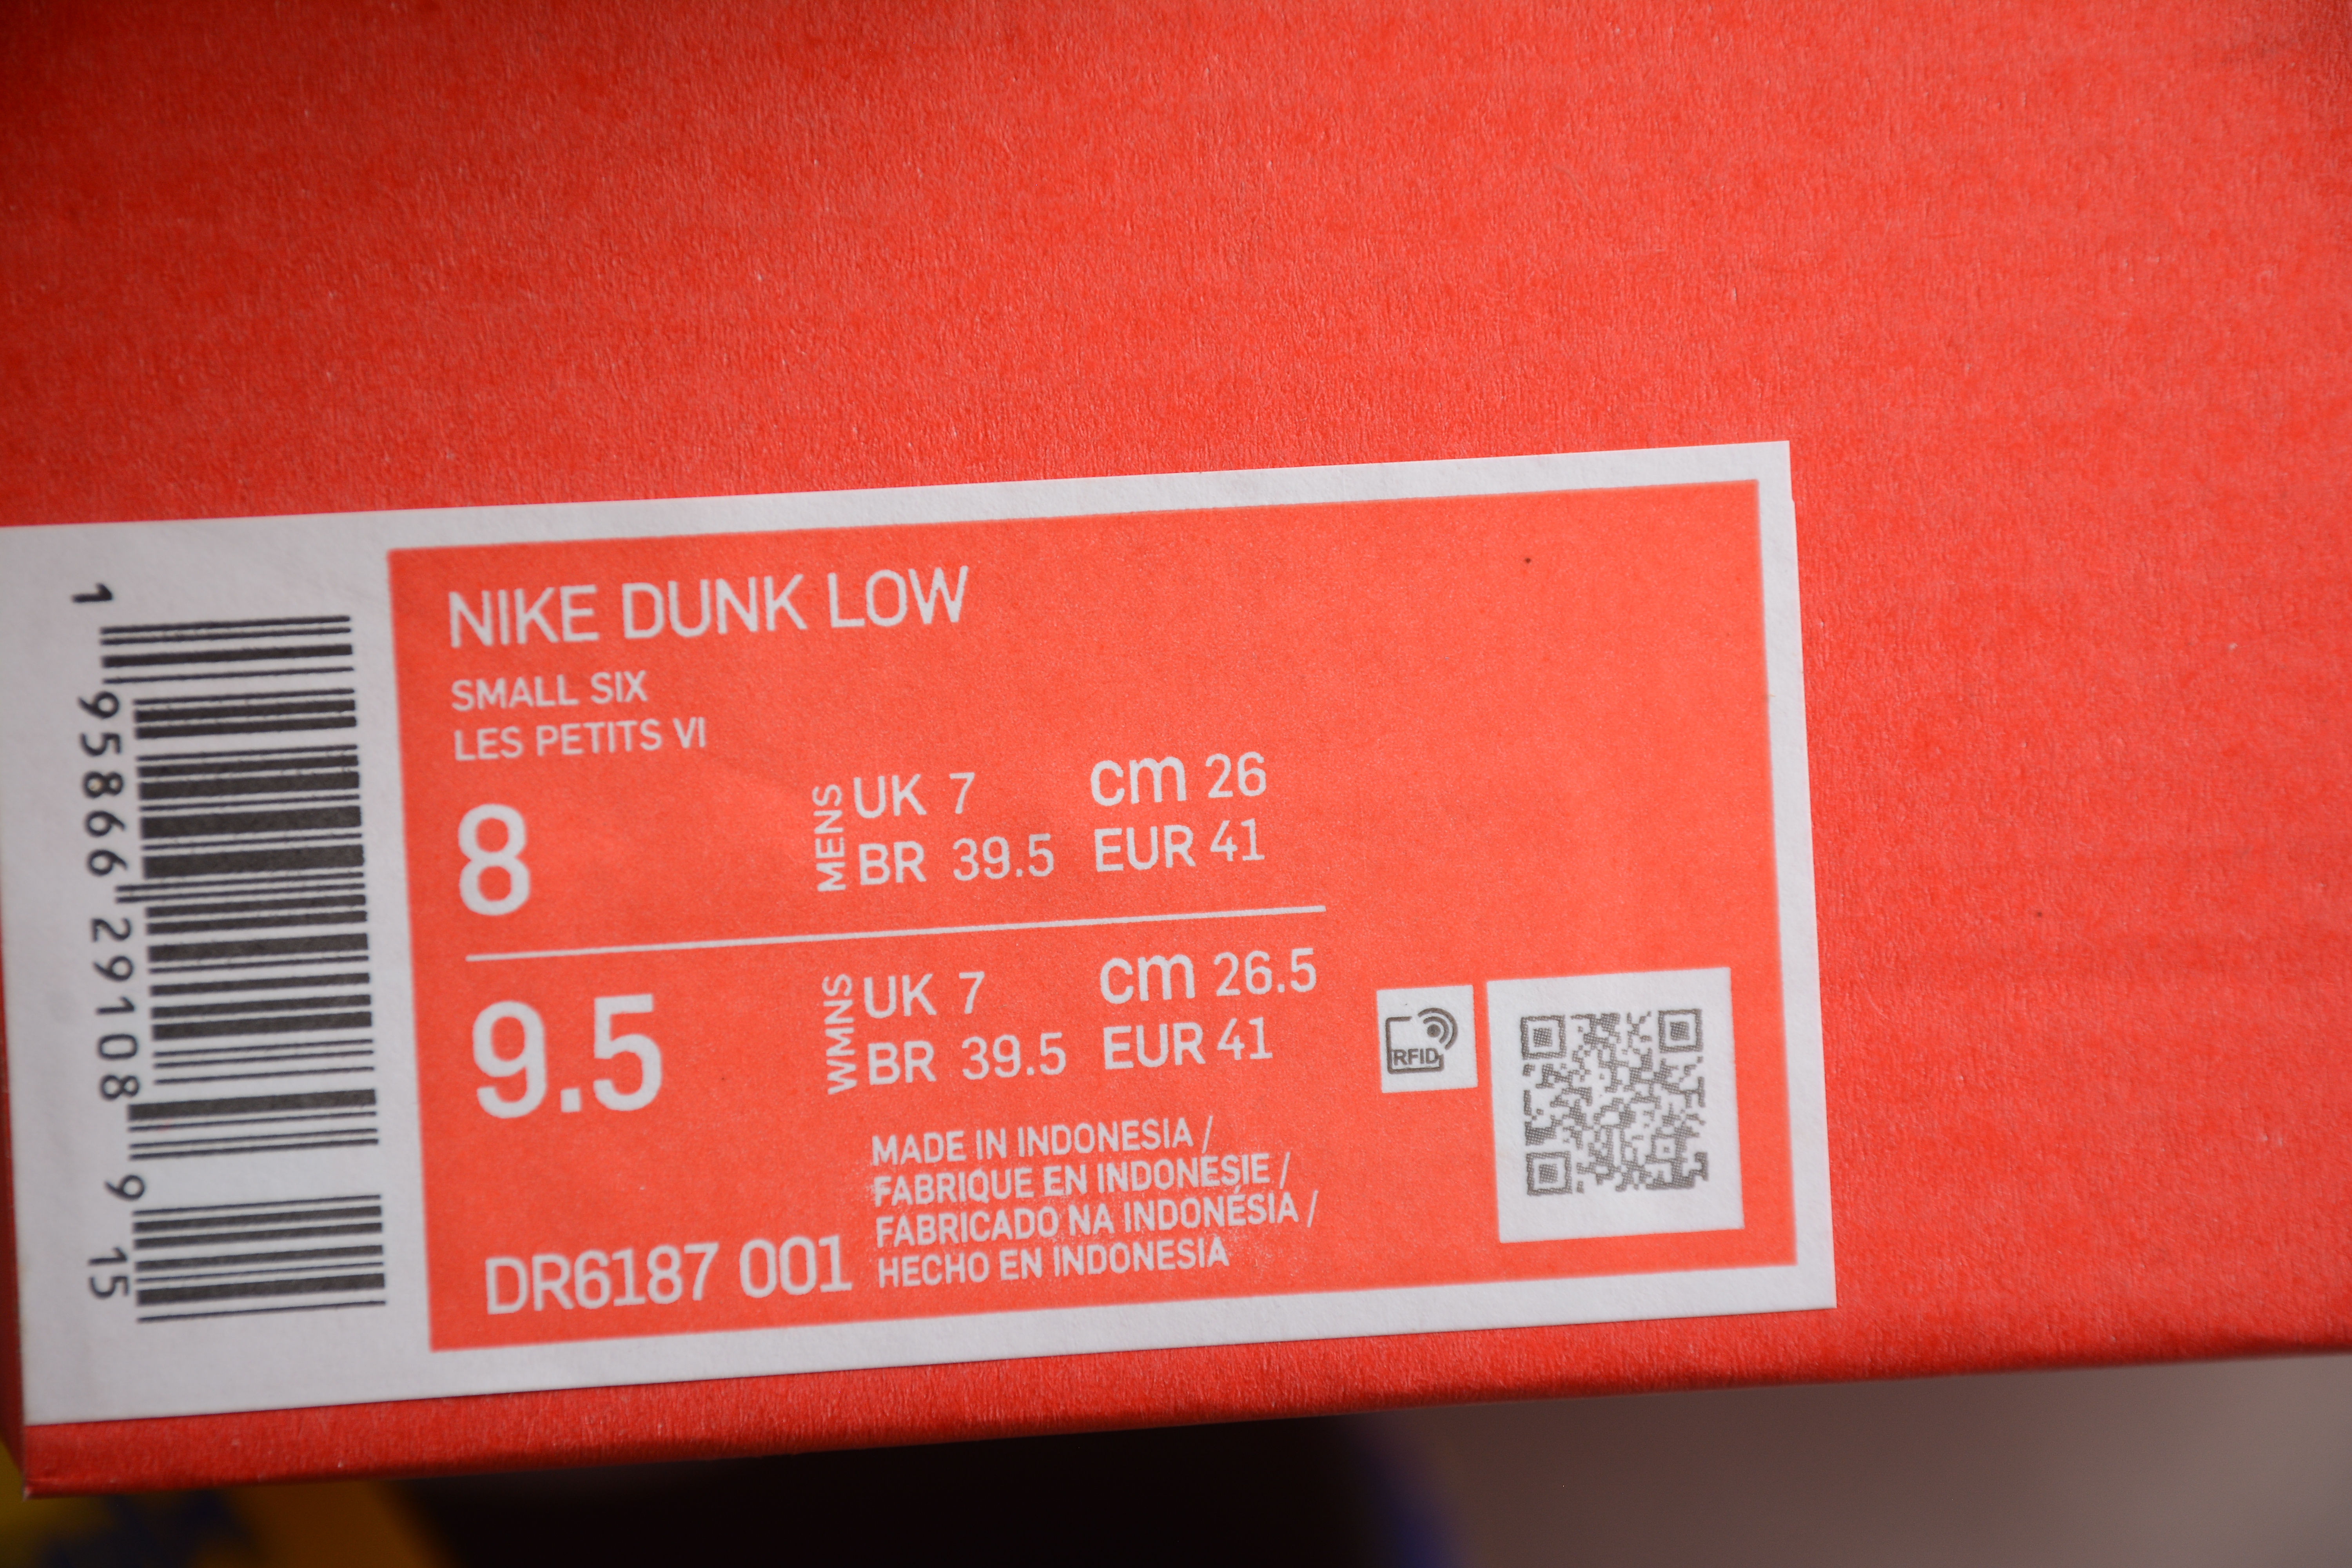 NIKE DUNK LOW
SMALL SIX
LES PETITS VI
8
MENS
UK 7 cm 26
BR 39.5 EUR 41
9.5
WMNS
UK 7 cm 26.5
BR 39.5 EUR 41
RFID
MADE IN INDONESIA /
FABRIQUE EN INDONESIE /
FABRICADO NA INDONÉSIA /
HECHO EN INDONESIA
DR6187 001
1 95866 29108 9 15